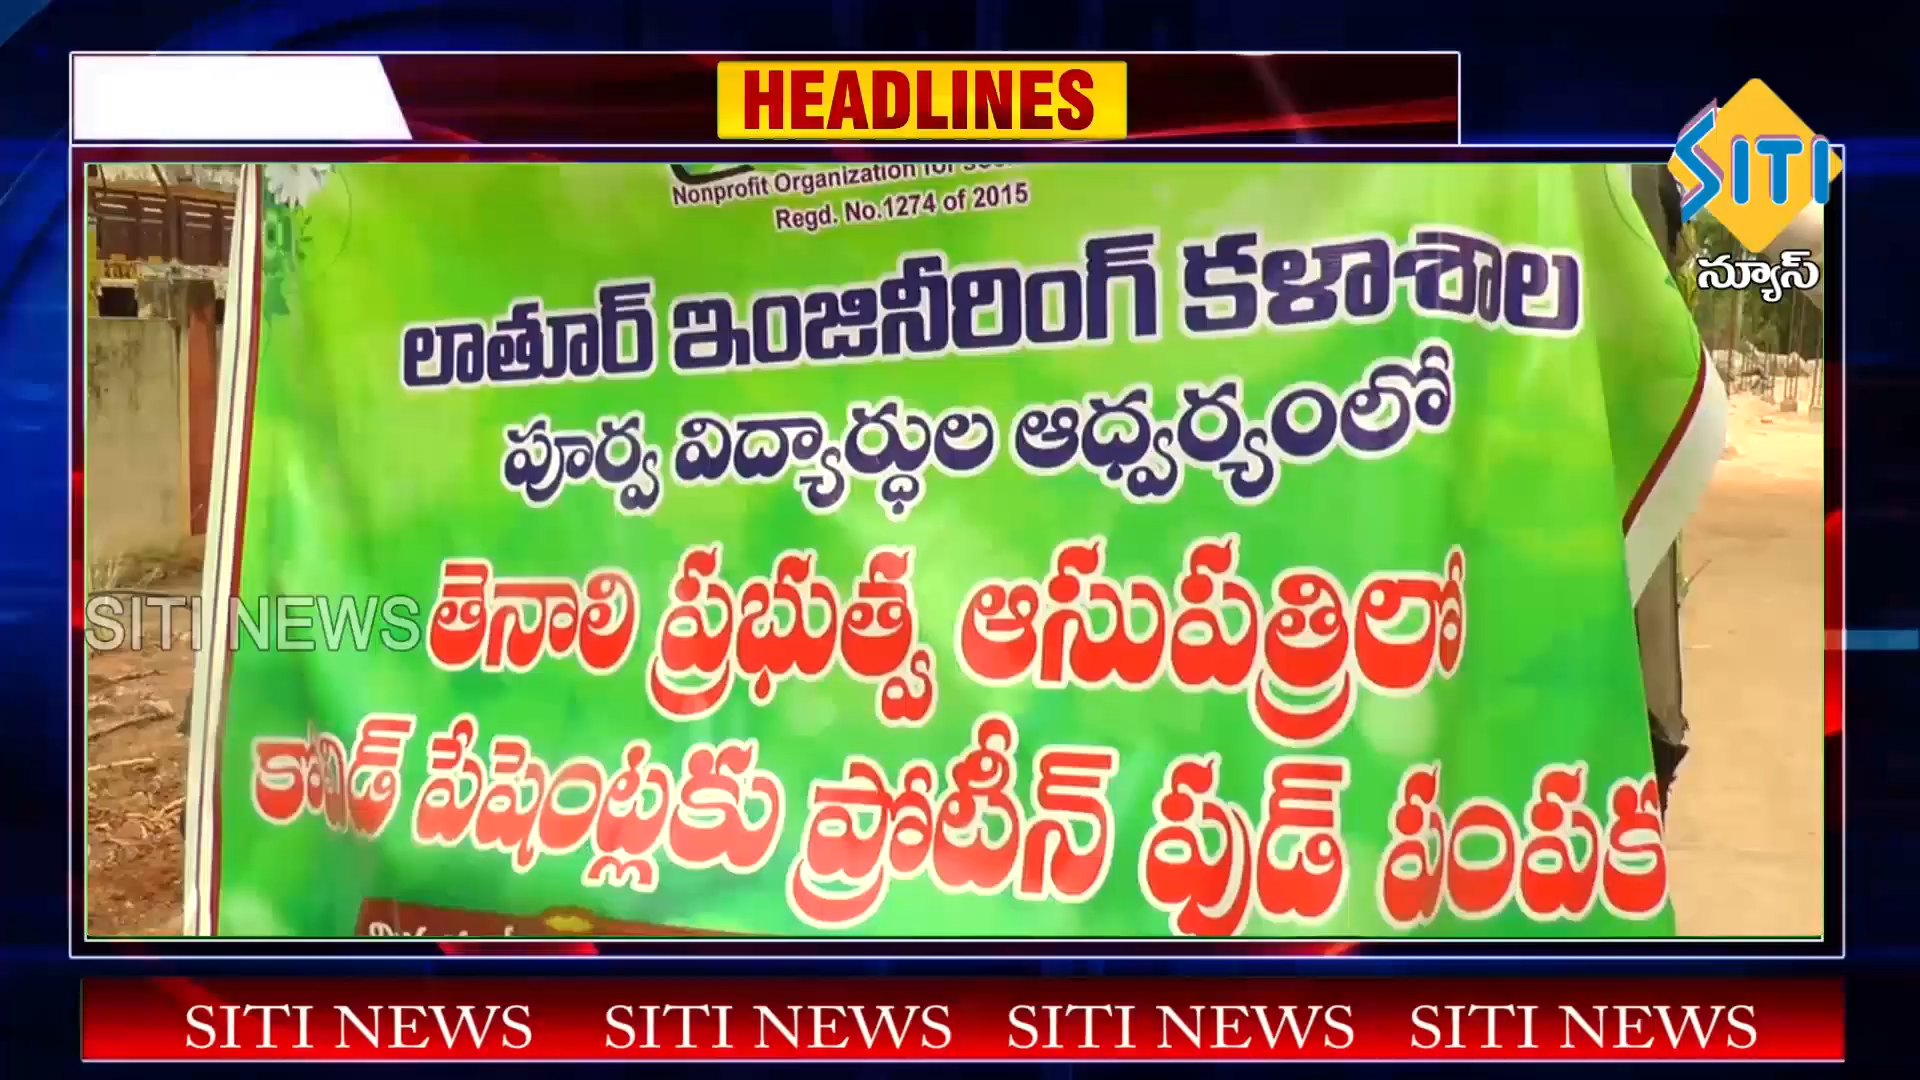 HEADLINES
SITI
న్యూస్
Nonprofit Organization for
Regd. No.1274 of 2015
లాతూర్ ఇంజినీరింగ్ కళాశాల
పూర్వ విద్యార్ధుల ఆధ్వర్యంలో
తెనాలి ప్రభుత్వ ఆసుపత్రిలో
SITI NEWS
కోవిడ్ పేషెంట్లకు ప్రోటీన్ ఫుడ్ పంపక
SITI NEWS SITI NEWS SITI NEWS SITI NEWS